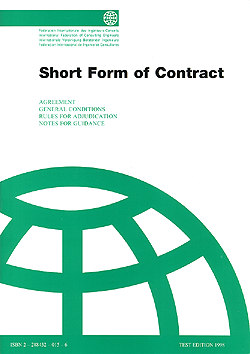 Fédération Internationale des Ingénieurs Conseils
International Federation of Consulting Engineers
Internationale Vereinigung Beratender Ingenieure
Federación Internacional de Ingenieros Consultores
Short Form of Contract
AGREEMENT
GENERAL CONDITIONS
RULES FOR ADJUDICATION
NOTES FOR GUIDANCE
TEST EDITION 1998